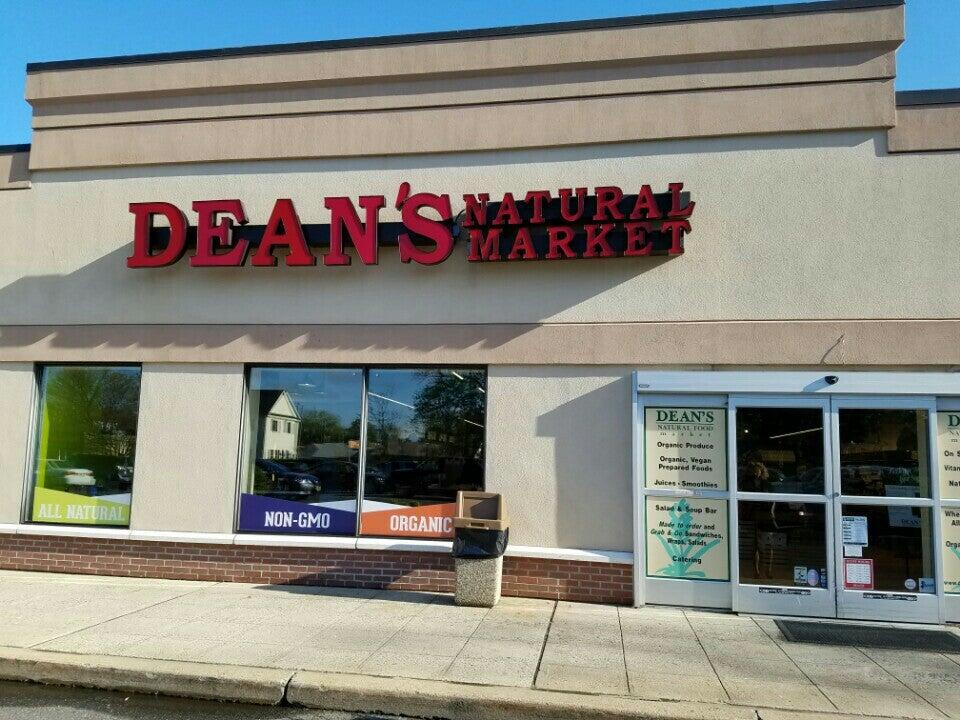 DEAN'S NATURAL
MARKET
ALL NATURAL
NON-GMO
ORGANIC
DEAN'S
NATURAL FOOD
market
Organic Produce
Organic, Vegan
Prepared Foods
Juices • Smoothies
Salad & Soup Bar
Made to order and
Grab & Go Sandwiches,
Wraps, Salads
Catering
DEAN'S